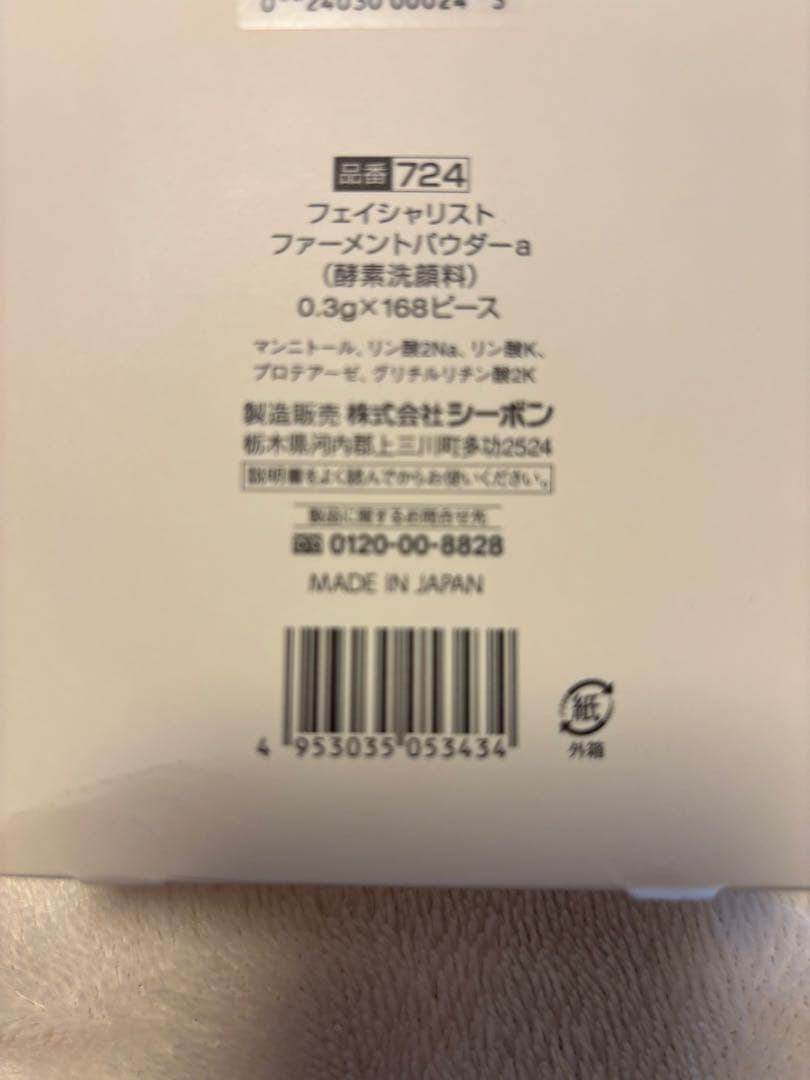 品番 724
フェイシャリスト
ファーメントパウダーa
(酵素洗顔料)
0.3g×168ピース
マンニトール、リン酸2Na、リン酸K、
プロテアーゼ、グリチルリチン酸2K
製造販売 株式会社シーボン
栃木県河内郡上三川町多功2524
説明書をよく読んでからお使いください。
製品に関するお問合せ先
0120-00-8828
MADE IN JAPAN
4 953035 053434
紙
外箱